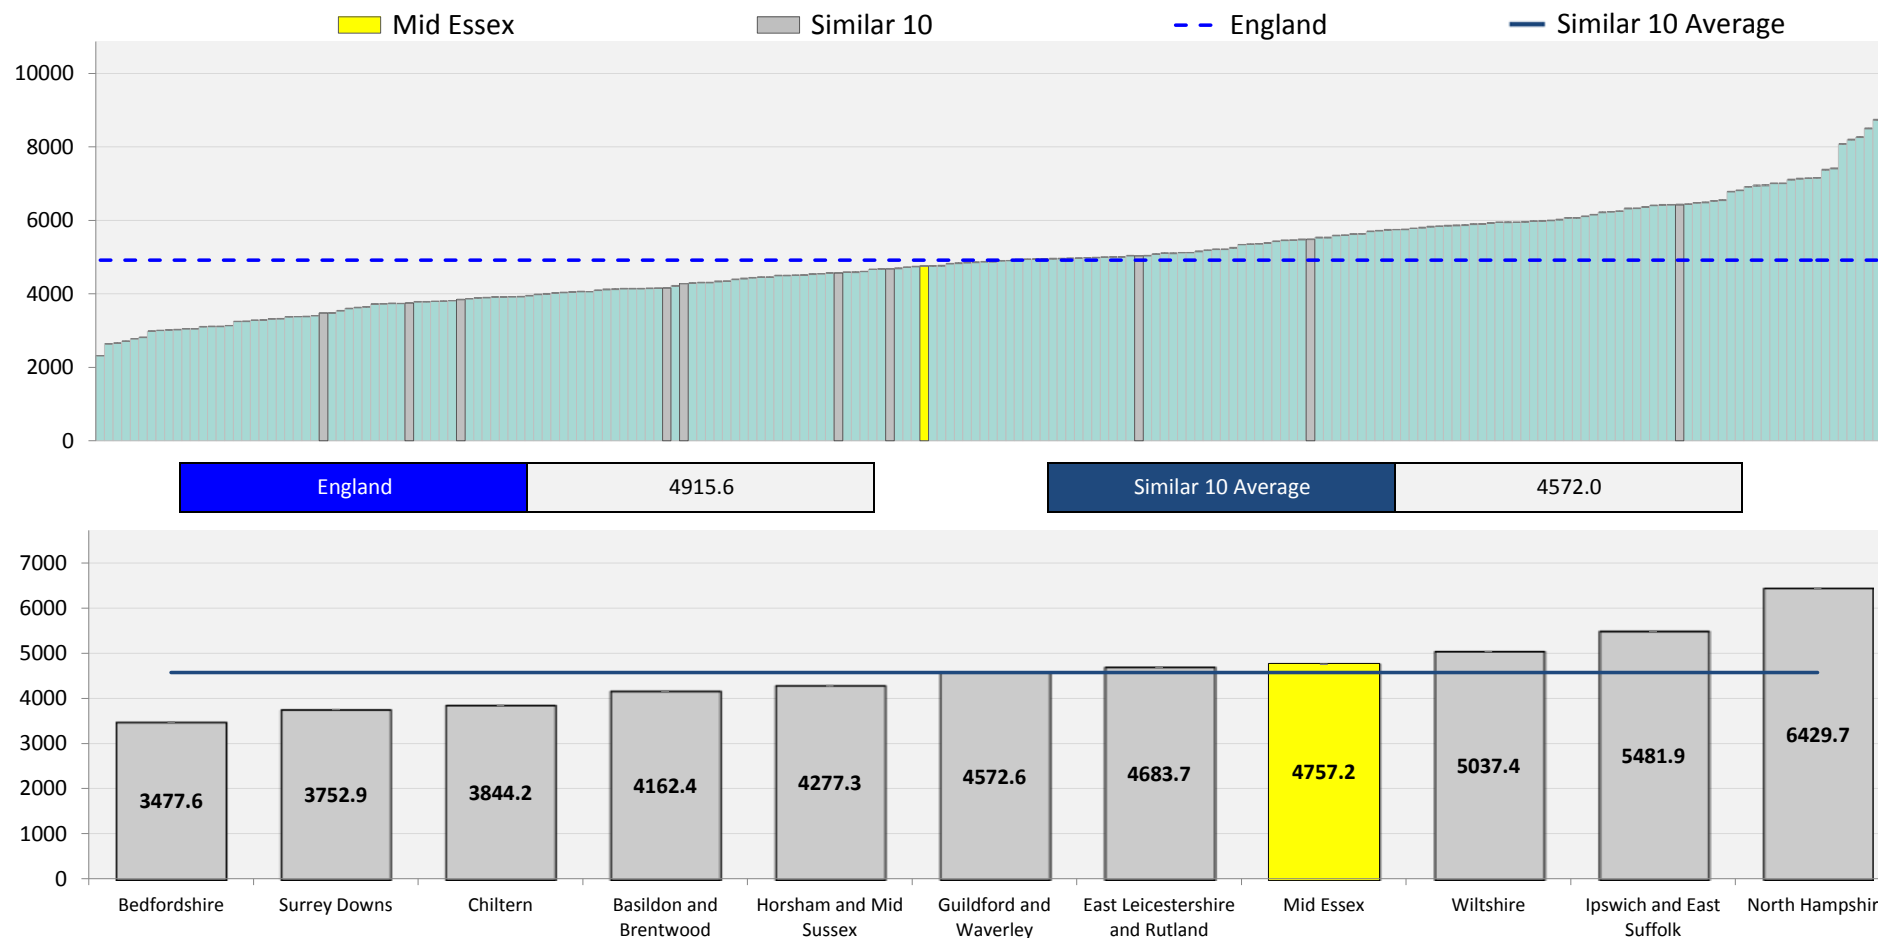 Mid Essex Similar 10 England Similar 10 Average
10000
8000
6000
4000
2000
0
England 4915.6 Similar 10 Average 4572.0
7000
6000
5000
4000
3000
2000
1000
0
3477.6 3752.9 3844.2 4162.4 4277.3 4572.6 4683.7 4757.2 5037.4 5481.9 6429.7
Bedfordshire Surrey Downs Chiltern Basildon and Horsham and Mid Guildford and East Leicestershire Mid Essex Wiltshire Ipswich and East North Hampshir
Brentwood Sussex Waverley and Rutland Suffolk